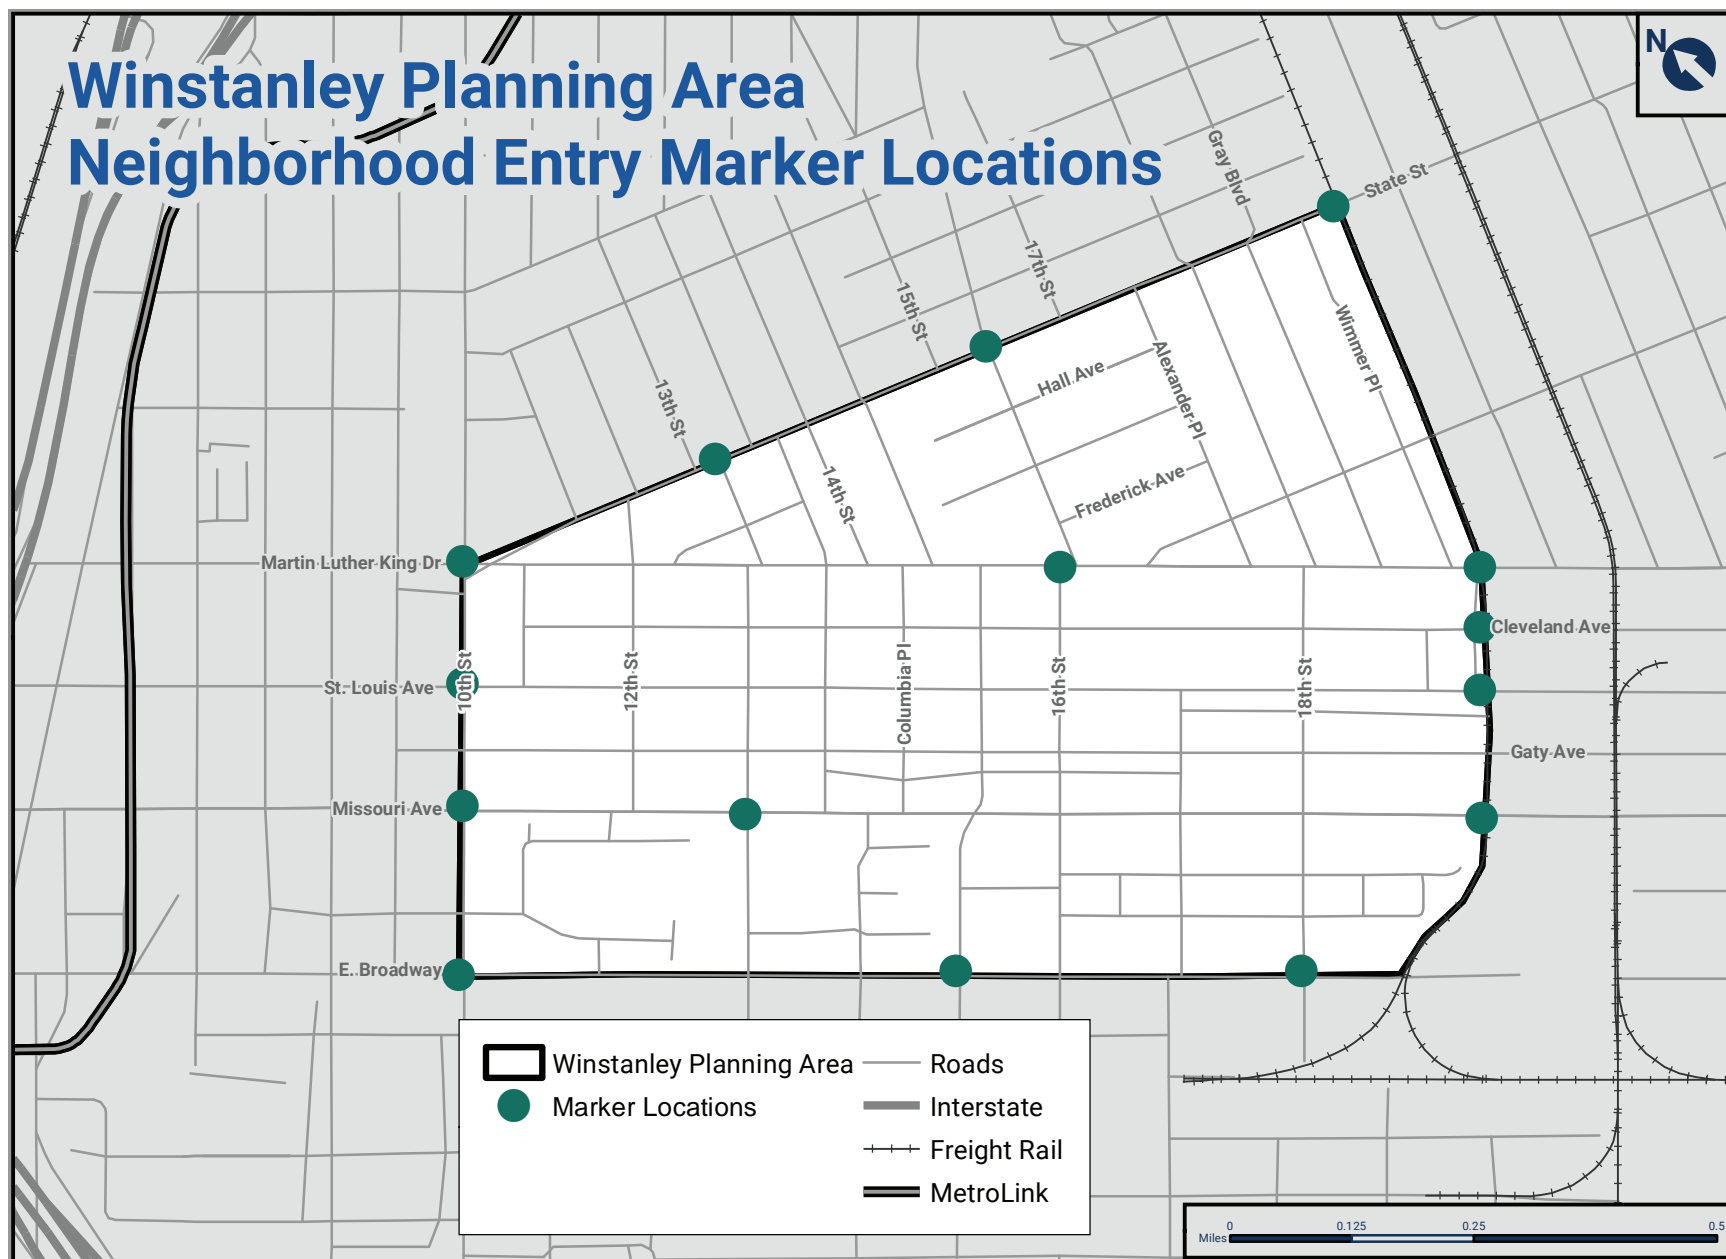 Winstanley Planning Area
Neighborhood Entry Marker Locations
N
Gray Blvd
State St
17th St
15th St
Wimmer Pl
Alexander Pl
Hall Ave
13th St
14th St
Frederick Ave
Martin Luther King Dr
Cleveland Ave
10th St
12th St
Columbia Pl
16th St
18th St
St. Louis Ave
Gaty Ave
Missouri Ave
E. Broadway
Winstanley Planning Area
Marker Locations
Roads
Interstate
Freight Rail
MetroLink
0 0.125 0.25 0.5
Miles